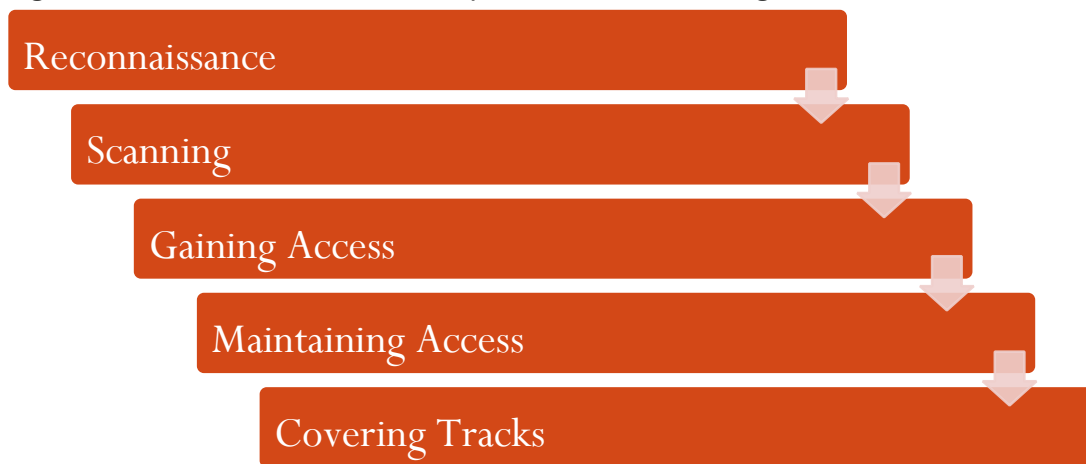 Reconnaissance
Scanning
Gaining Access
Maintaining Access
Covering Tracks